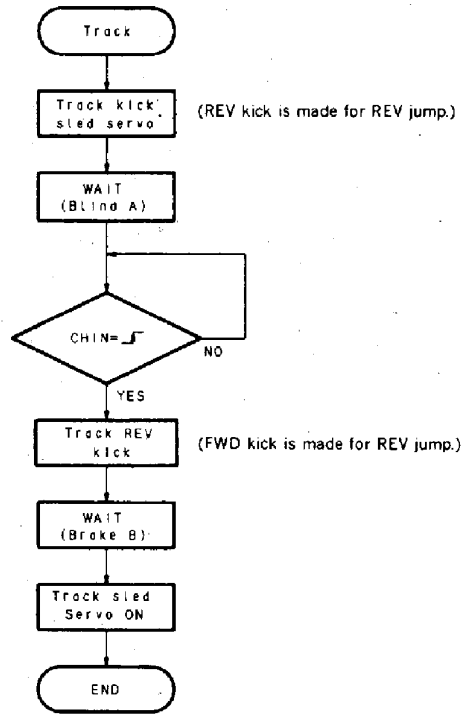 Track
Track kick
sled servo
(REV kick is made for REV jump.)
WAIT
(Blind A)
CHIN=
NO
YES
Track REV
kick
(FWD kick is made for REV jump.)
WAIT
(Brake B)
Track sled
Servo ON
END